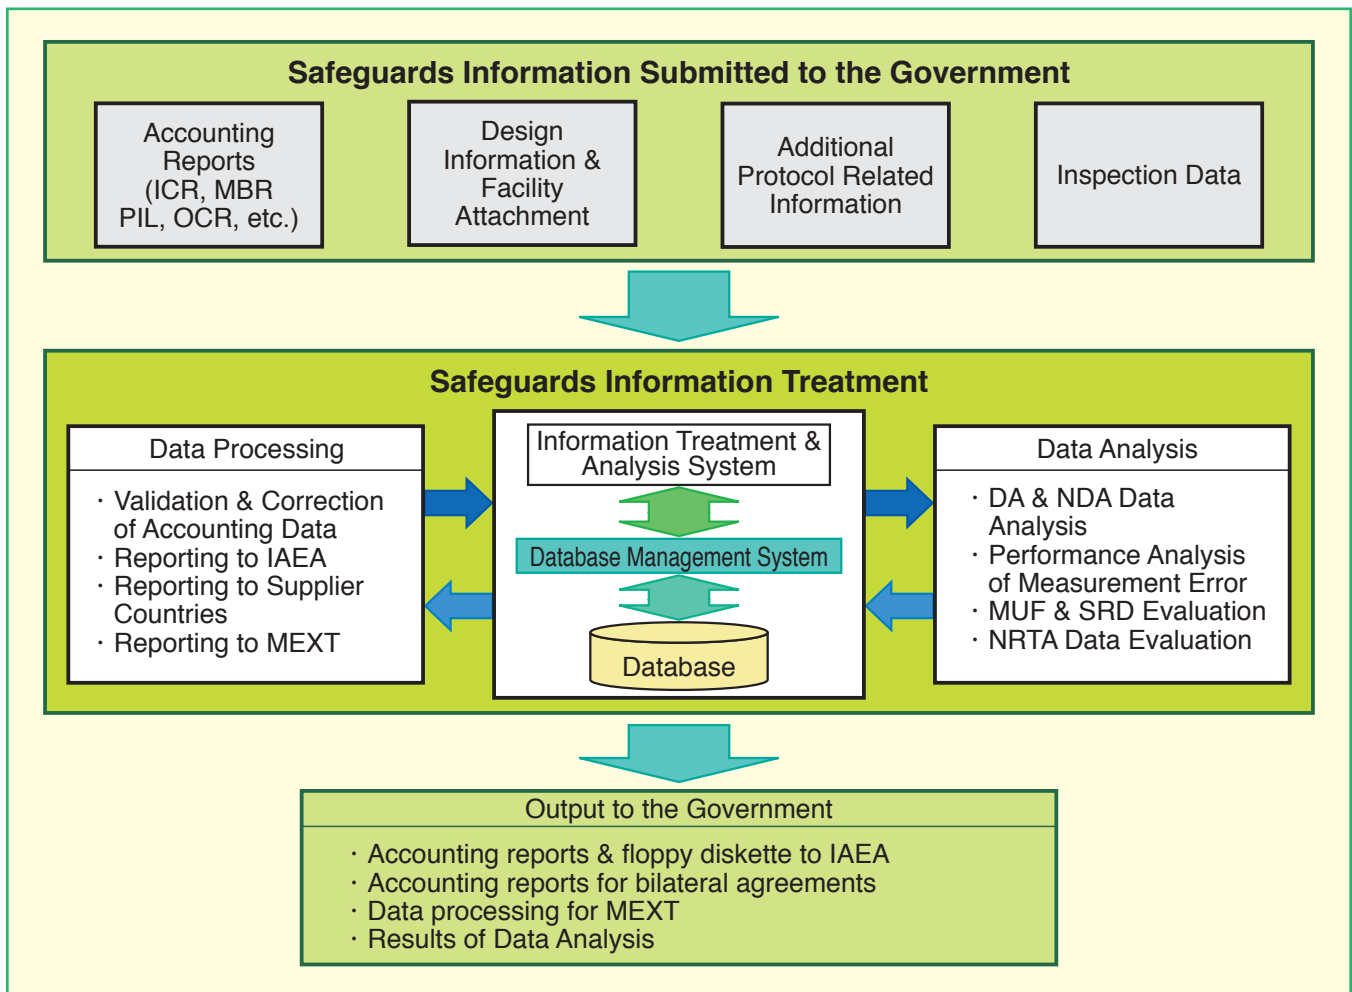 Safeguards Information Submitted to the Government
Accounting
Reports
(ICR, MBR
PIL, OCR, etc.)
Design
Information &
Facility
Attachment
Additional
Protocol Related
Information
Inspection Data
Safeguards Information Treatment
Data Processing
· Validation & Correction
of Accounting Data
· Reporting to IAEA
· Reporting to Supplier
Countries
· Reporting to MEXT
Information Treatment &
Analysis System
Database Management System
Database
Data Analysis
· DA & NDA Data
Analysis
· Performance Analysis
of Measurement Error
· MUF & SRD Evaluation
· NRTA Data Evaluation
Output to the Government
· Accounting reports & floppy diskette to IAEA
· Accounting reports for bilateral agreements
· Data processing for MEXT
· Results of Data Analysis